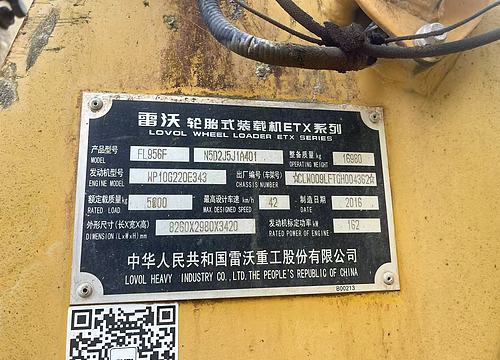 雷沃 轮胎式装载机ETX系列
LOVOL WHEEL LOADER ETX SERIES
产品型号 MODEL FL956F N5D2J5J1A401 整备质量 kg OPERATING WEIGHT 16980
发动机型号 ENGINE MODEL WP10G220E343 出厂编号(车架号) CHASSIS NUMBER ☆CLW009LFTGH004362☆
额定载质量 kg RATED LOAD 5000 最高设计车速 km/h MAX.DESIGNED SPEED 42 制造日期 DATE 2016
外形尺寸(长X宽X高) DIMENSION (LxWxH) mm 8260X2980X3420 发动机标定功率 kW RATED POWER OF ENGINE 162
中华人民共和国雷沃重工股份有限公司
LOVOL HEAVY INDUSTRY CO., LTD. THE PEOPLE'S REPUBLIC OF CHINA
B00213